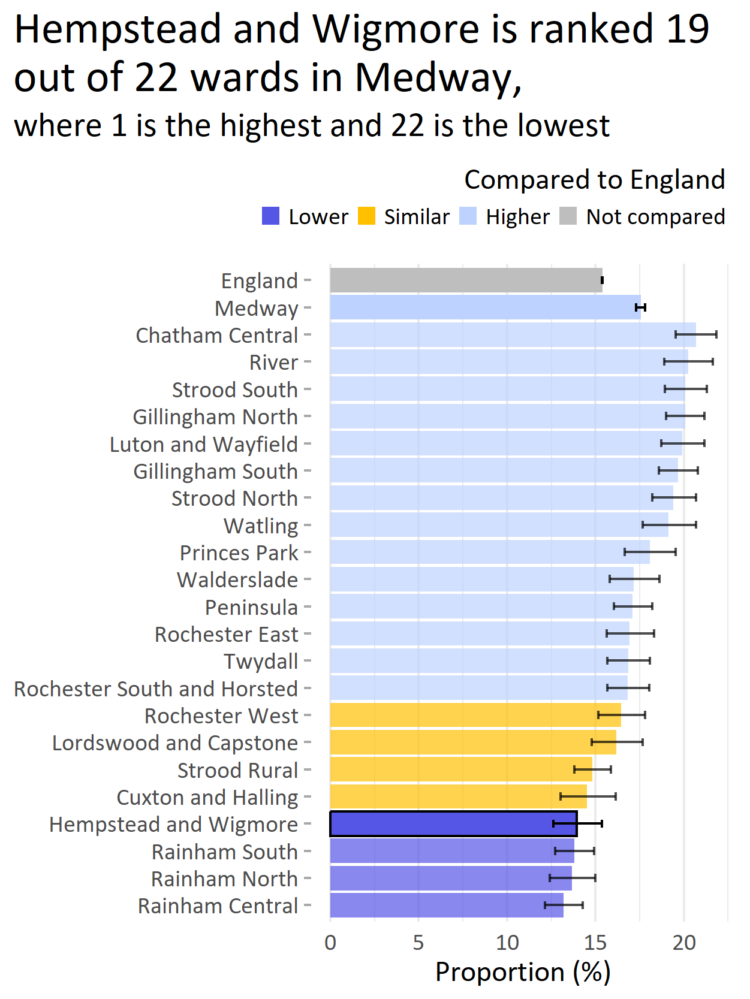 Hempstead and Wigmore is ranked 19
out of 22 wards in Medway,
where 1 is the highest and 22 is the lowest
Compared to England
Lower Similar Higher Not compared
England
Medway
Chatham Central
River
Strood South
Gillingham North
Luton and Wayfield
Gillingham South
Strood North
Watling
Princes Park
Walderslade
Peninsula
Rochester East
Twydall
Rochester South and Horsted
Rochester West
Lordswood and Capstone
Strood Rural
Cuxton and Halling
Hempstead and Wigmore
Rainham South
Rainham North
Rainham Central
0 5 10 15 20
Proportion (%)